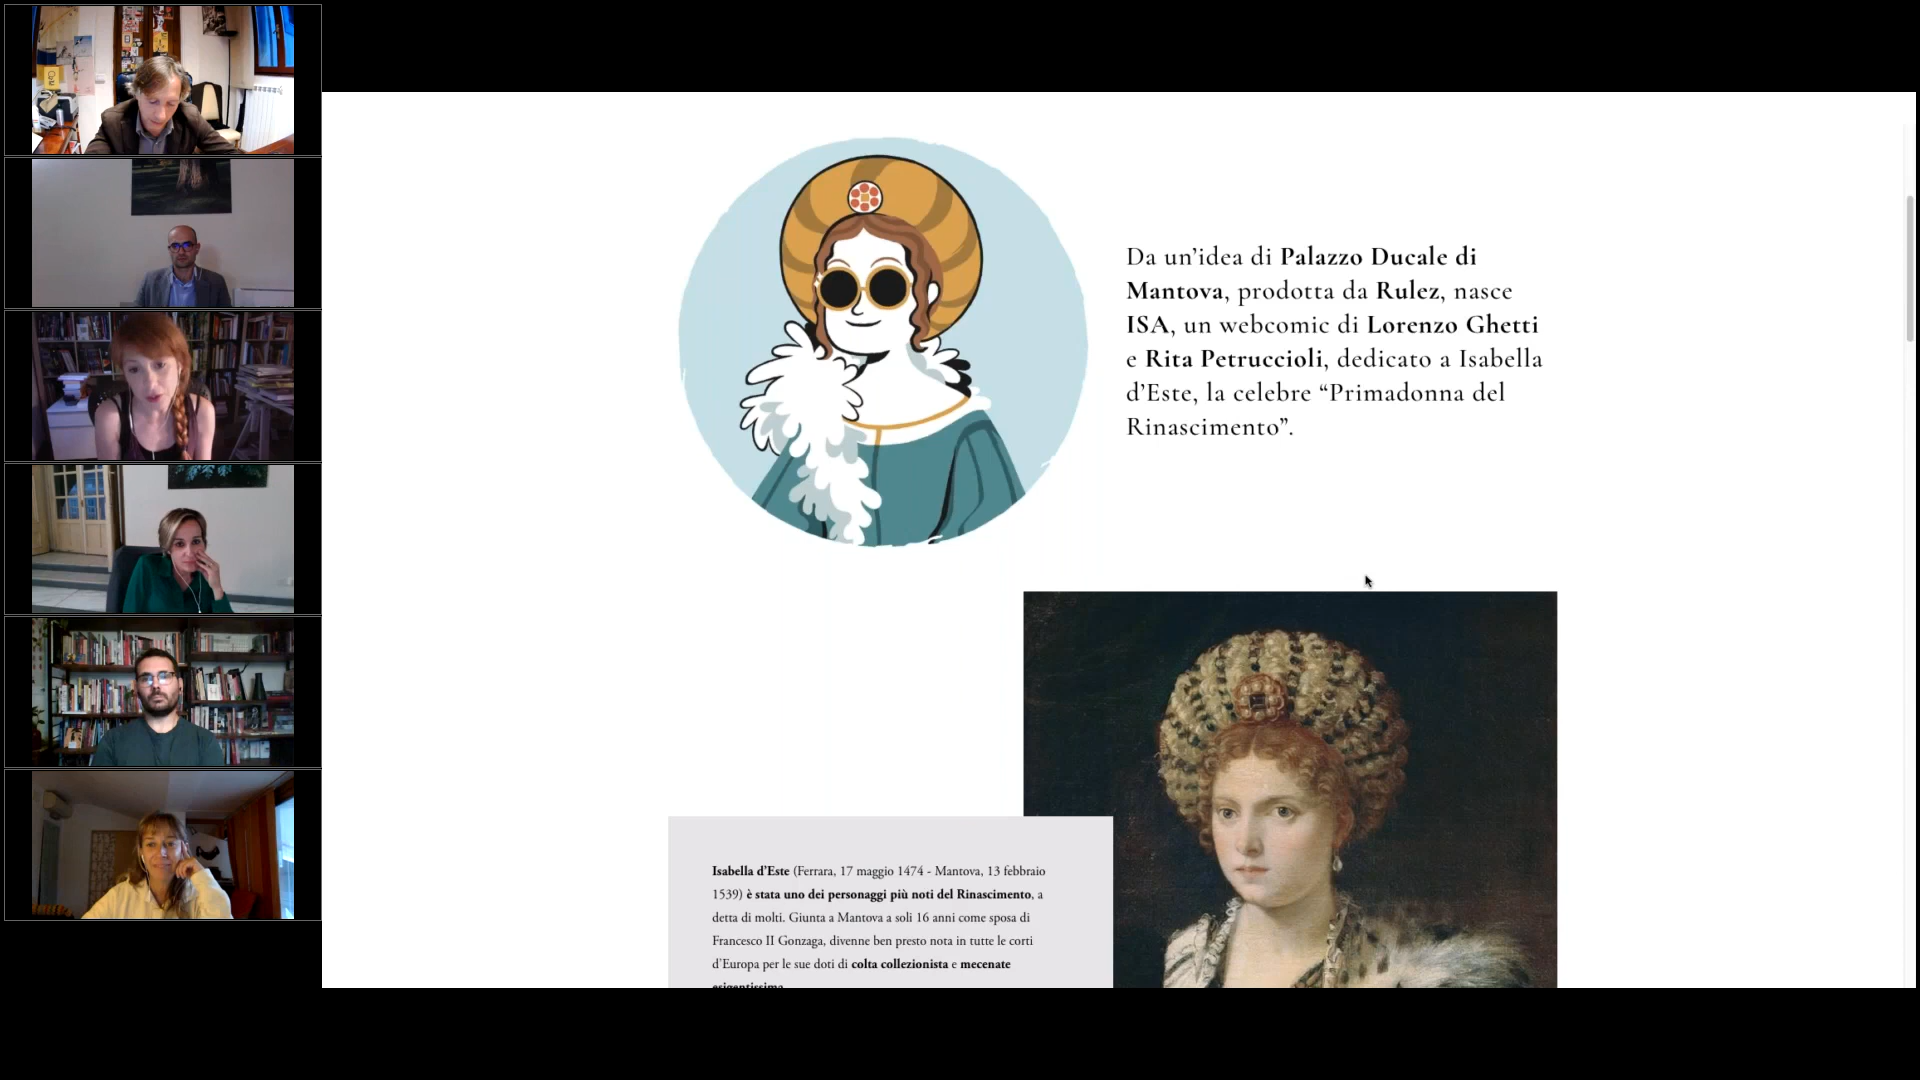 Da un’idea di Palazzo Ducale di
Mantova, prodotta da Rulez, nasce
ISA, un webcomic di Lorenzo Ghetti
e Rita Petruccioli, dedicato a Isabella
d’Este, la celebre “Primadonna del
Rinascimento”.
Isabella d’Este (Ferrara, 17 maggio 1474 - Mantova, 13 febbraio
1539) è stata uno dei personaggi più noti del Rinascimento, a
detta di molti. Giunta a Mantova a soli 16 anni come sposa di
Francesco II Gonzaga, divenne ben presto nota in tutte le corti
d’Europa per le sue doti di colta collezionista e mecenate